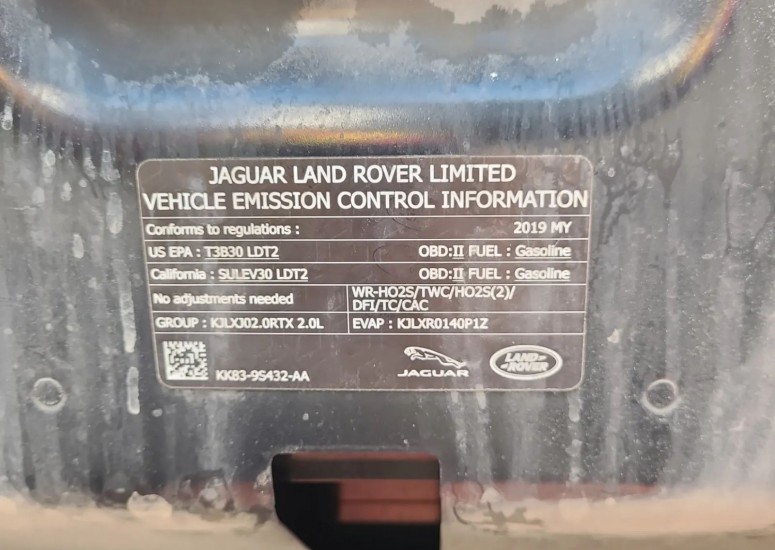 JAGUAR LAND ROVER LIMITED
VEHICLE EMISSION CONTROL INFORMATION
Conforms to regulations : 2019 MY
US EPA : T3B30 LDT2 OBD:II FUEL : Gasoline
California : SULEV30 LDT2 OBD:II FUEL : Gasoline
No adjustments needed
WR-HO2S/TWC/HO2S(2)/
DFI/TC/CAC
GROUP : KJLXJ02.0RTX 2.0L EVAP : KJLXR0140P1Z
KK83-9S432-AA
JAGUAR
LAND-
-ROVER